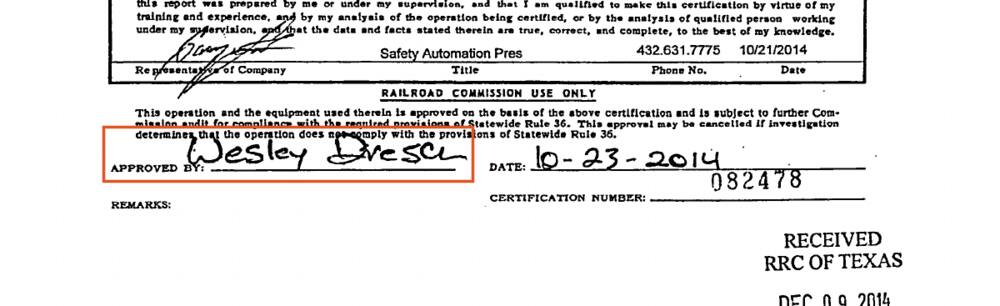 this report was prepared by me or under my supervision, and that I am qualified to make this certification by virtue of my
training and experience, and by my analysis of the operation being certified, or by the analysis of qualified person working
under my supervision, and that the data and facts stated therein are true, correct, and complete, to the best of my knowledge.
Safety Automation Pres 432.631.7775 10/21/2014
Representative of Company Title Phone No. Date
RAILROAD COMMISSION USE ONLY
This operation and the equipment used therein is approved on the basis of the above certification and is subject to further Com-
mission audit for compliance with the required provisions of Statewide Rule 36. This approval may be cancelled if investigation
determines that the operation does not comply with the provisions of Statewide Rule 36.
APPROVED BY: Wesley Dresch DATE: 10-23-2014
082478
CERTIFICATION NUMBER:
REMARKS:
RECEIVED
RRC OF TEXAS
DEC 09 2014